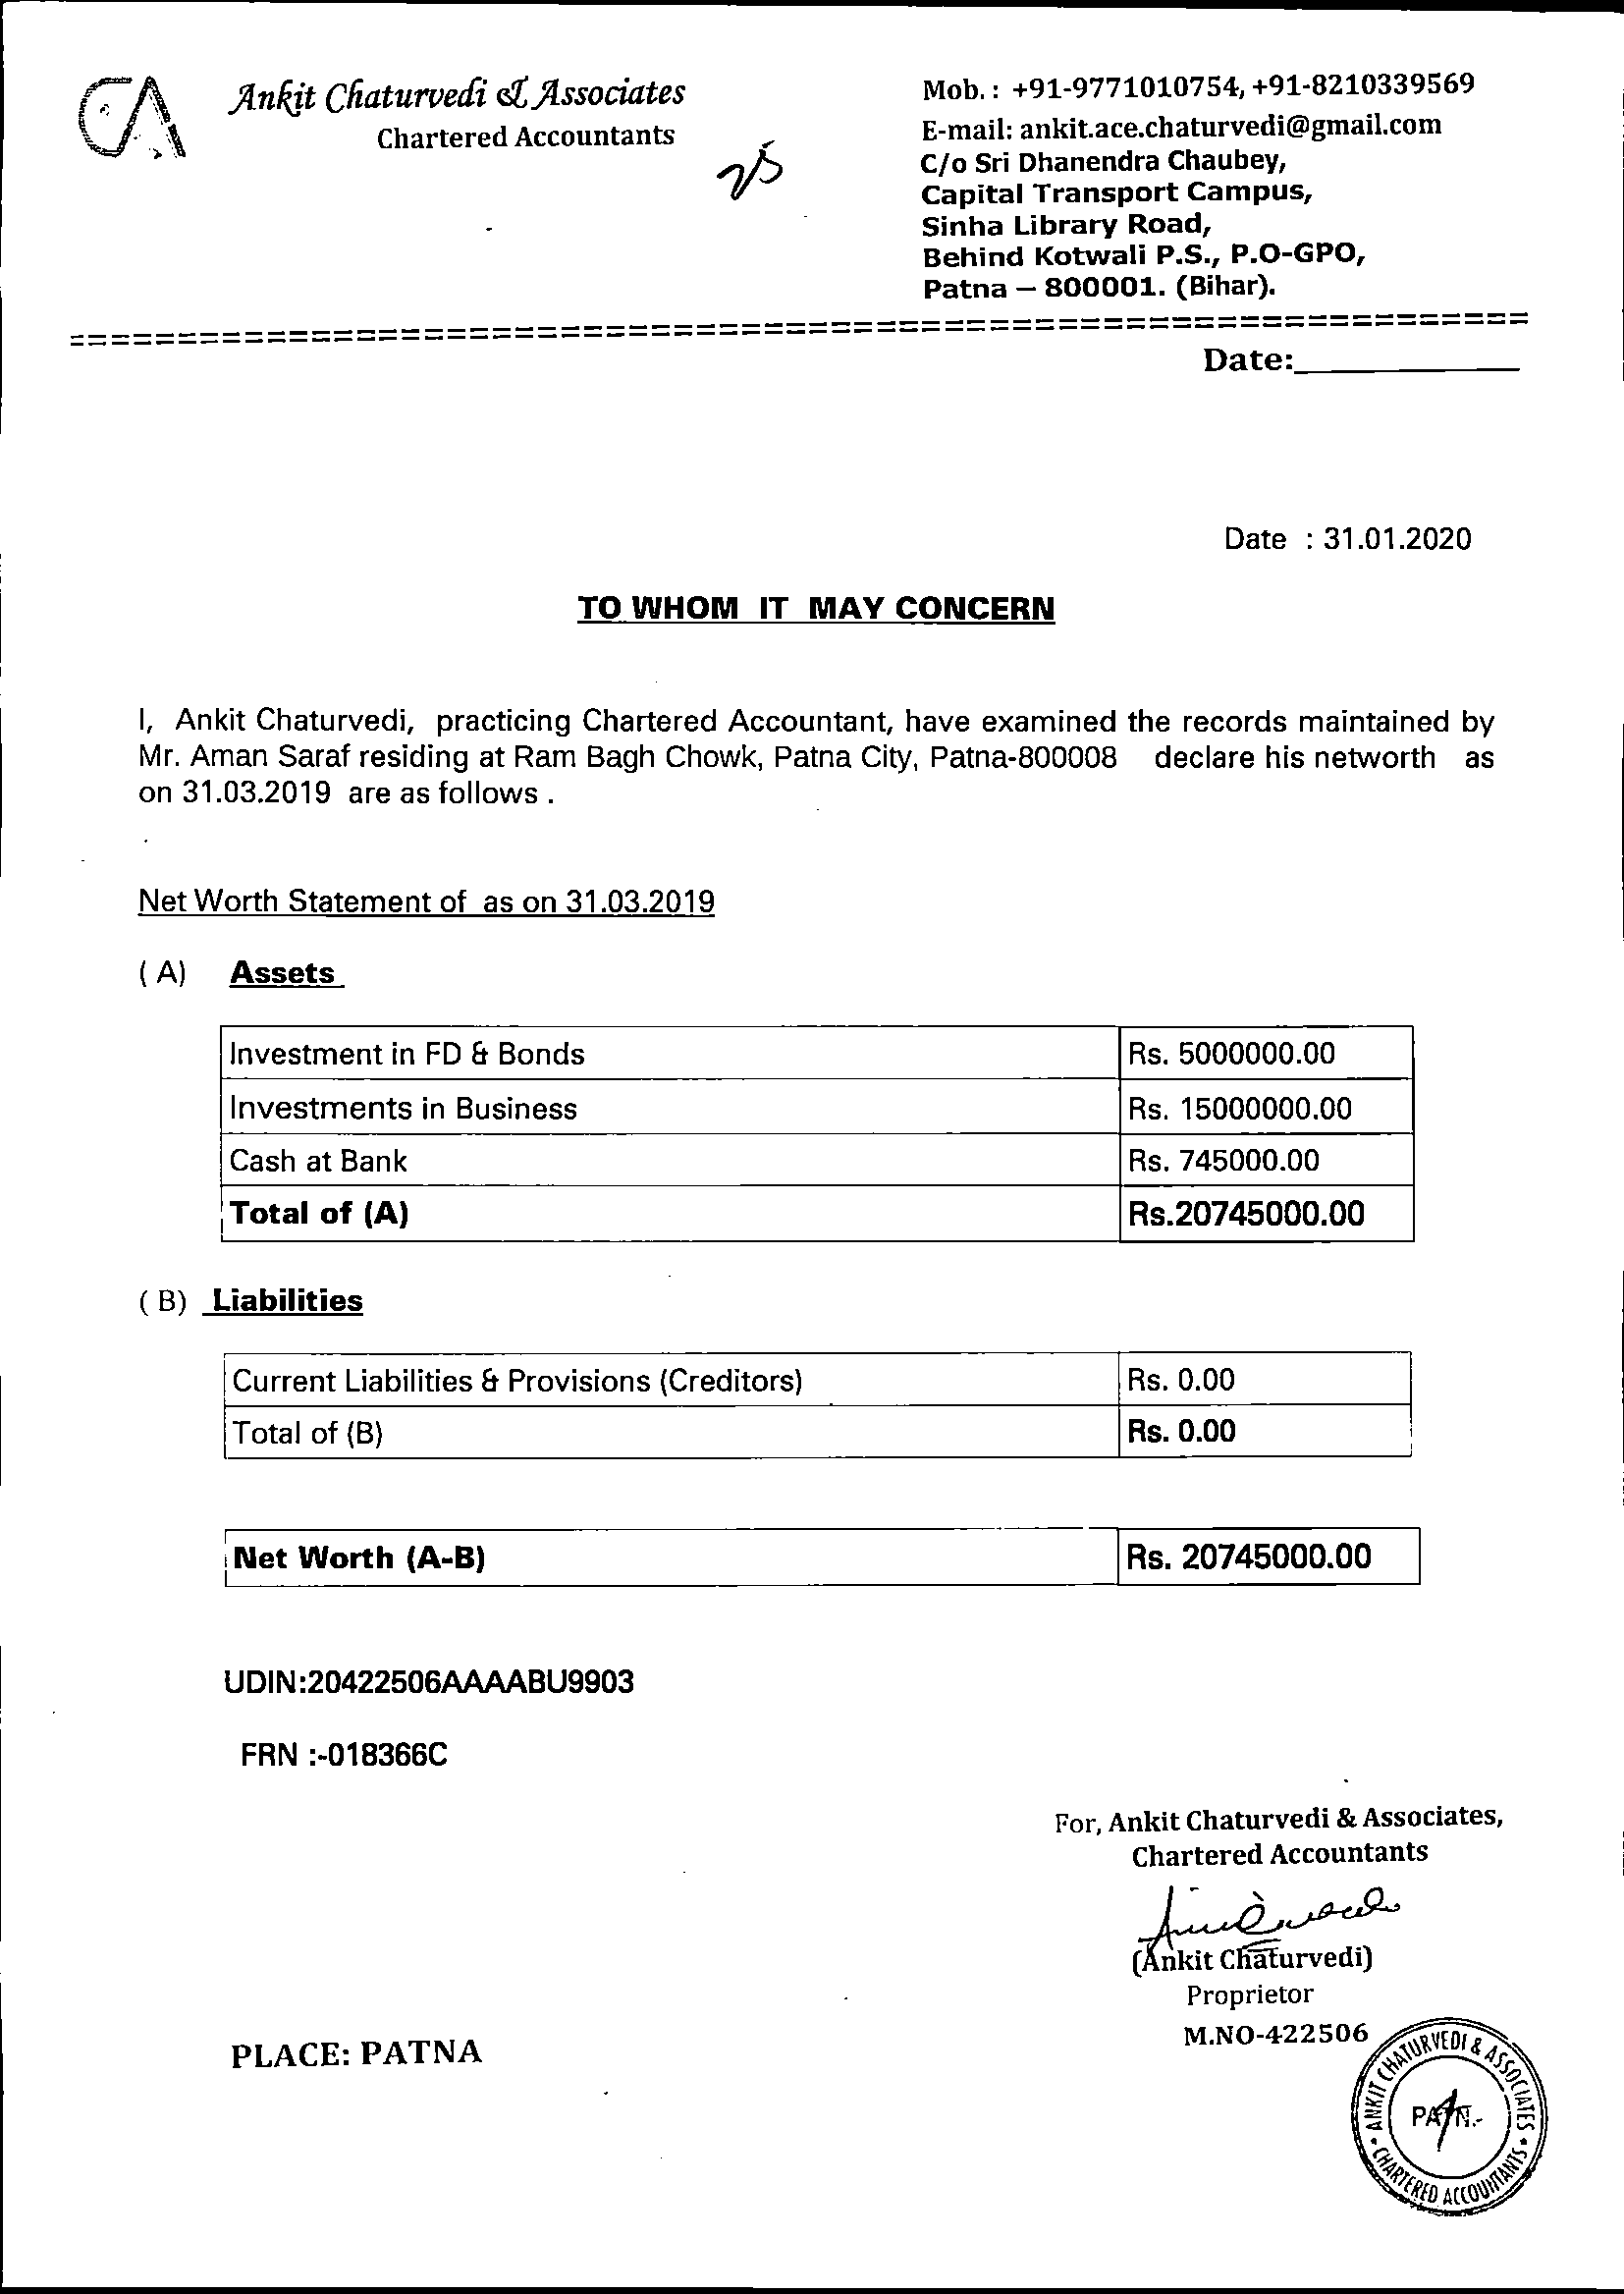 CA
Ankit Chaturvedi & Associates
Chartered Accountants
Mob. : +91-9771010754, +91-8210339569
E-mail: ankit.ace.chaturvedi@gmail.com
C/o Sri Dhanendra Chaubey,
Capital Transport Campus,
Sinha Library Road,
Behind Kotwali P.S., P.O-GPO,
Patna – 800001. (Bihar).
Date:
Date : 31.01.2020
TO WHOM IT MAY CONCERN
I, Ankit Chaturvedi, practicing Chartered Accountant, have examined the records maintained by
Mr. Aman Saraf residing at Ram Bagh Chowk, Patna City, Patna-800008 declare his networth as
on 31.03.2019 are as follows .
Net Worth Statement of as on 31.03.2019
( A) Assets
Investment in FD & Bonds Rs. 5000000.00
Investments in Business Rs. 15000000.00
Cash at Bank Rs. 745000.00
Total of (A) Rs.20745000.00
( B) Liabilities
Current Liabilities & Provisions (Creditors) Rs. 0.00
Total of (B) Rs. 0.00
Net Worth (A-B) Rs. 20745000.00
UDIN:20422506AAAABU9903
FRN :-018366C
For, Ankit Chaturvedi & Associates,
Chartered Accountants
(Ankit Chaturvedi)
Proprietor
M.NO-422506
PLACE: PATNA
ANKIT CHATURVEDI & ASSOCIATES
CHARTERED ACCOUNTANTS